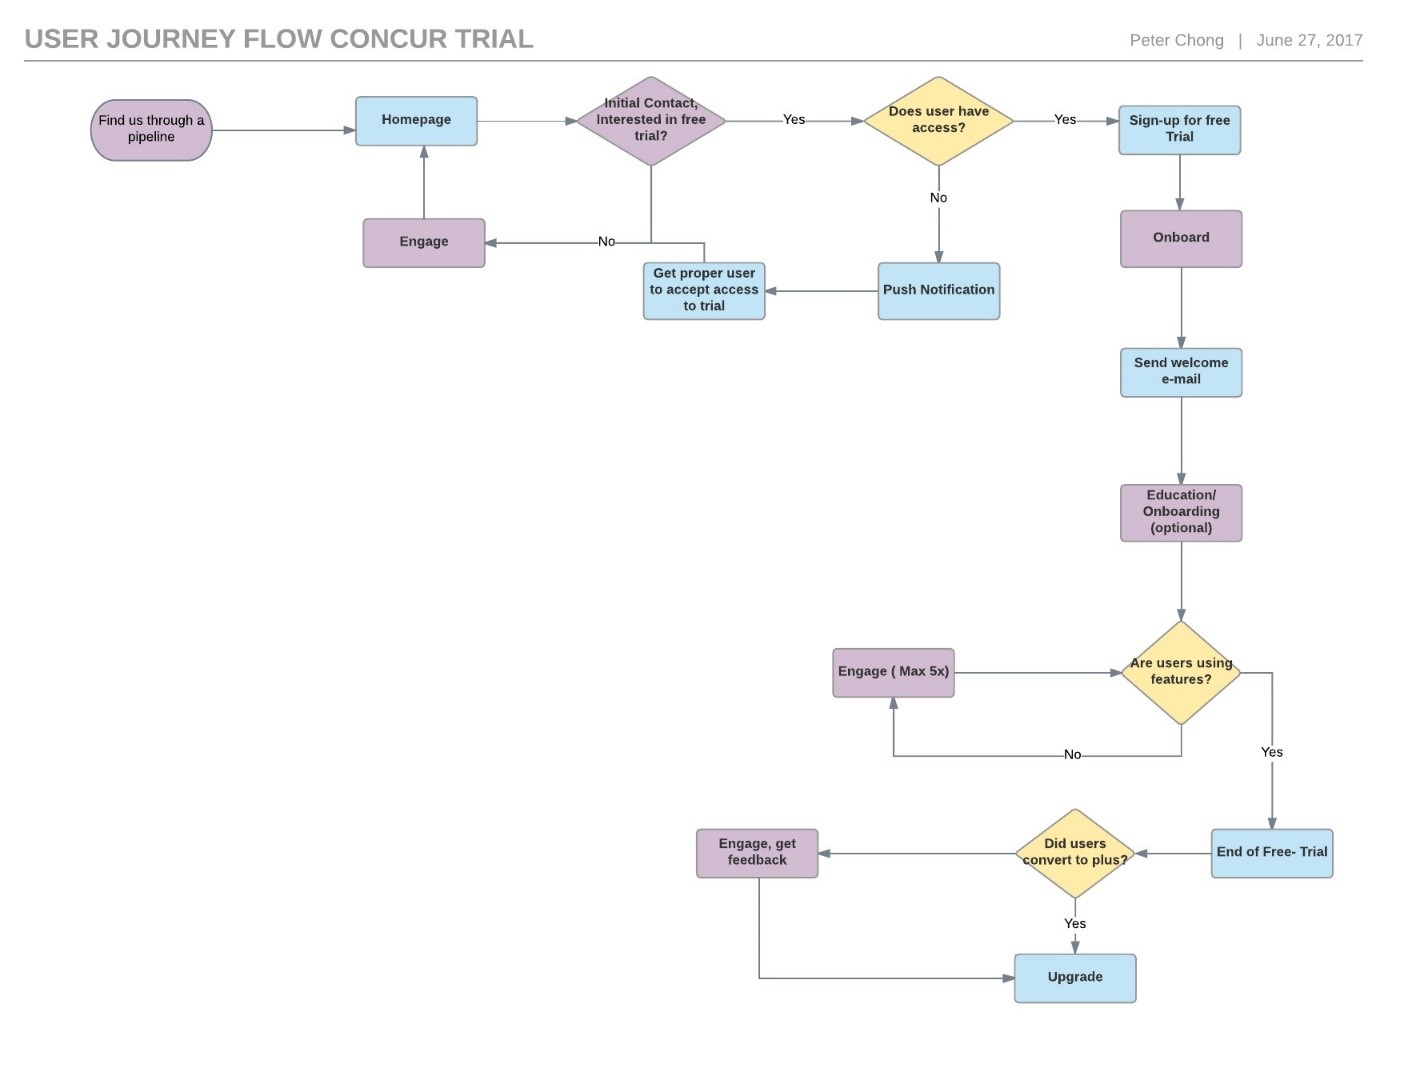 USER JOURNEY FLOW CONCUR TRIAL
Peter Chong | June 27, 2017
Find us through a
pipeline
Homepage
Initial Contact,
Interested in free
trial?
Yes
Does user have
access?
Yes
Sign-up for free
Trial
No
Engage
No
Onboard
Get proper user
to accept access
to trial
Push Notification
Send welcome
e-mail
Education/
Onboarding
(optional)
Engage ( Max 5x)
Are users using
features?
No
Yes
Engage, get
feedback
Did users
convert to plus?
End of Free- Trial
Yes
Upgrade